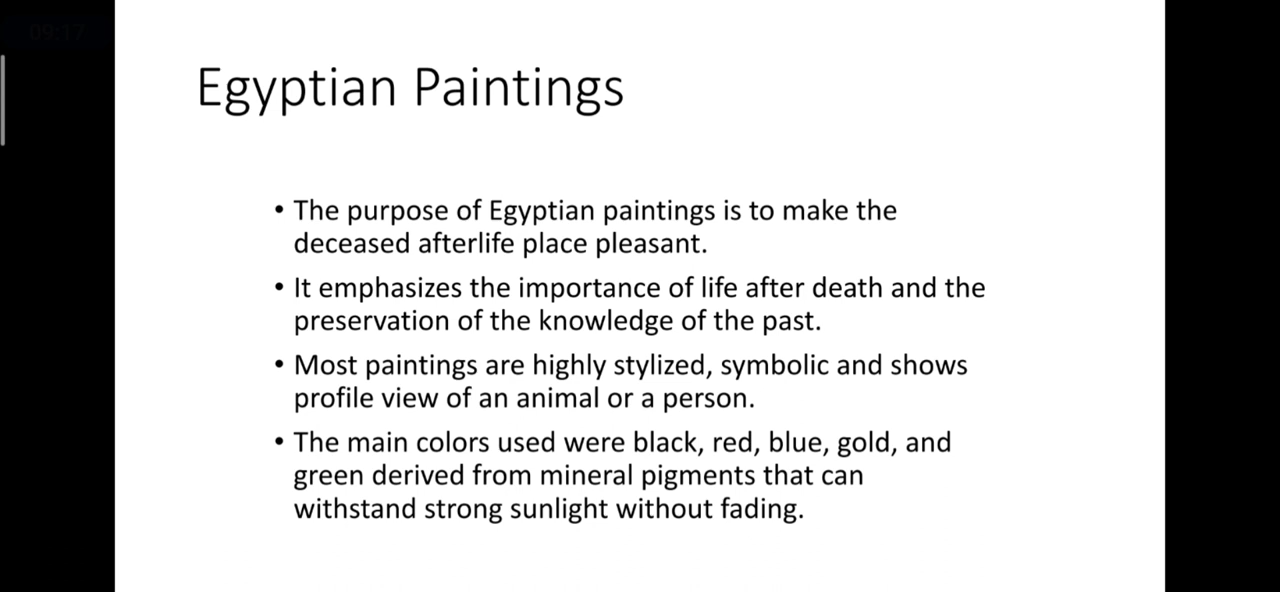 09:17
Egyptian Paintings
• The purpose of Egyptian paintings is to make the
deceased afterlife place pleasant.
• It emphasizes the importance of life after death and the
preservation of the knowledge of the past.
• Most paintings are highly stylized, symbolic and shows
profile view of an animal or a person.
• The main colors used were black, red, blue, gold, and
green derived from mineral pigments that can
withstand strong sunlight without fading.